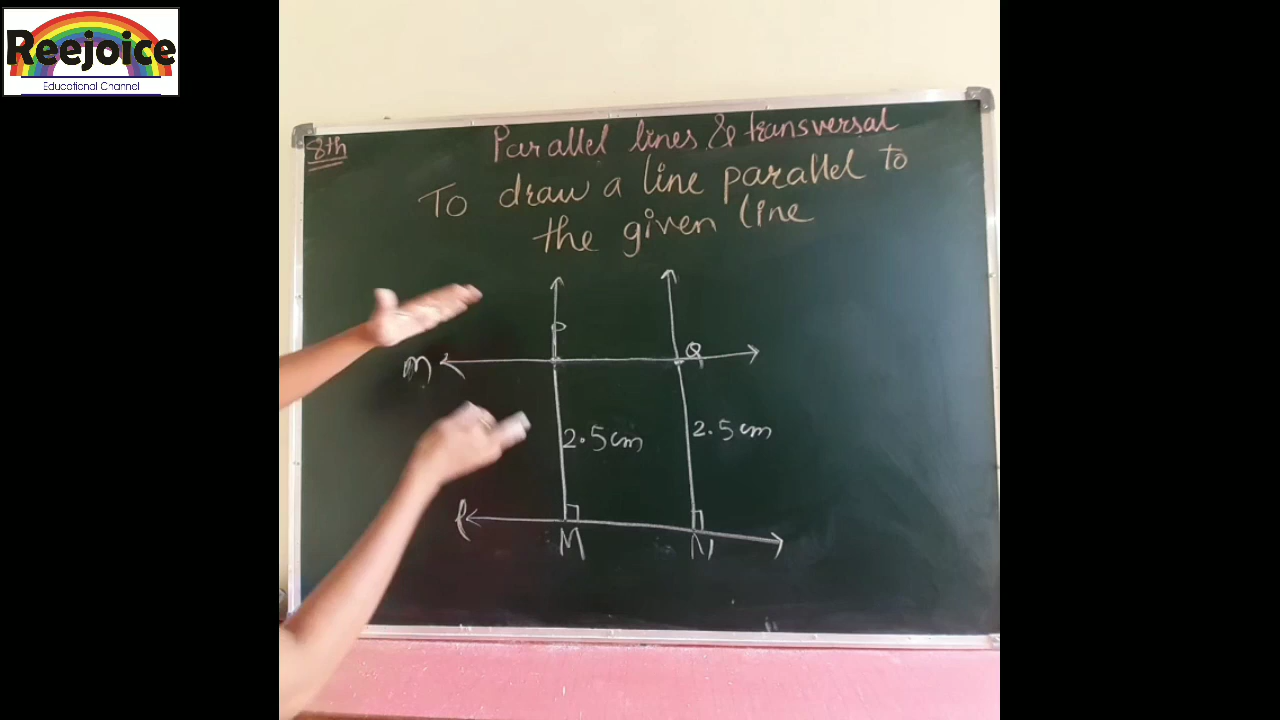 Reejoice
Educational Channel
8th
Parallel lines & transversal
To draw a line parallel to
the given line
P
m
Q
2.5cm
2.5cm
l
M
N